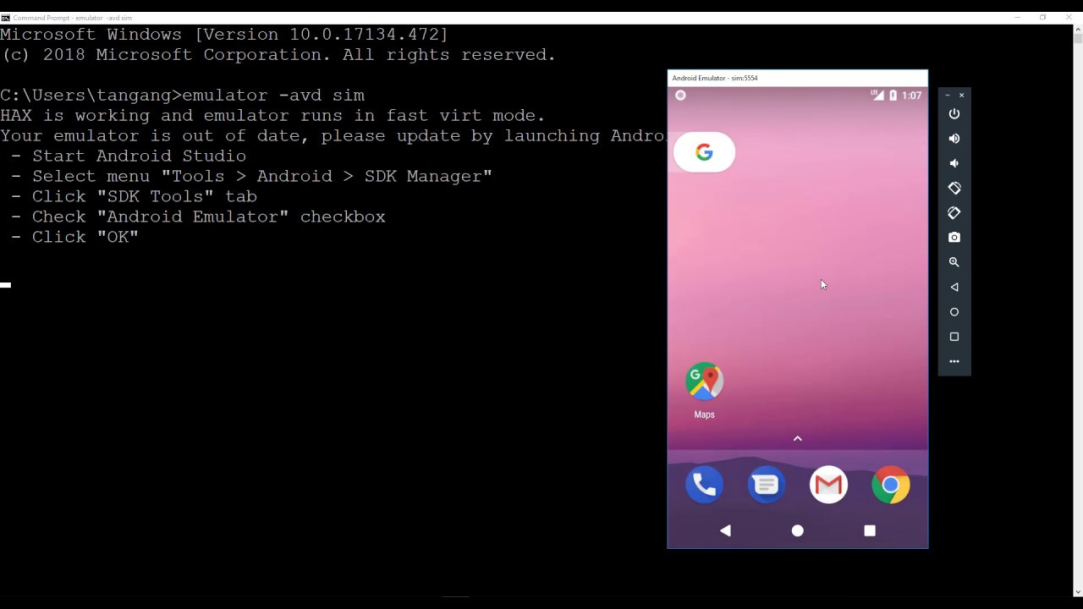 Command Prompt - emulator -avd sim
Microsoft Windows [Version 10.0.17134.472]
(c) 2018 Microsoft Corporation. All rights reserved.
C:\Users\tangang>emulator -avd sim
HAX is working and emulator runs in fast virt mode.
Your emulator is out of date, please update by launching Andro
- Start Android Studio
- Select menu "Tools > Android > SDK Manager"
- Click "SDK Tools" tab
- Check "Android Emulator" checkbox
- Click "OK"
Android Emulator - sim:5554
LTE 1:07
G
Maps